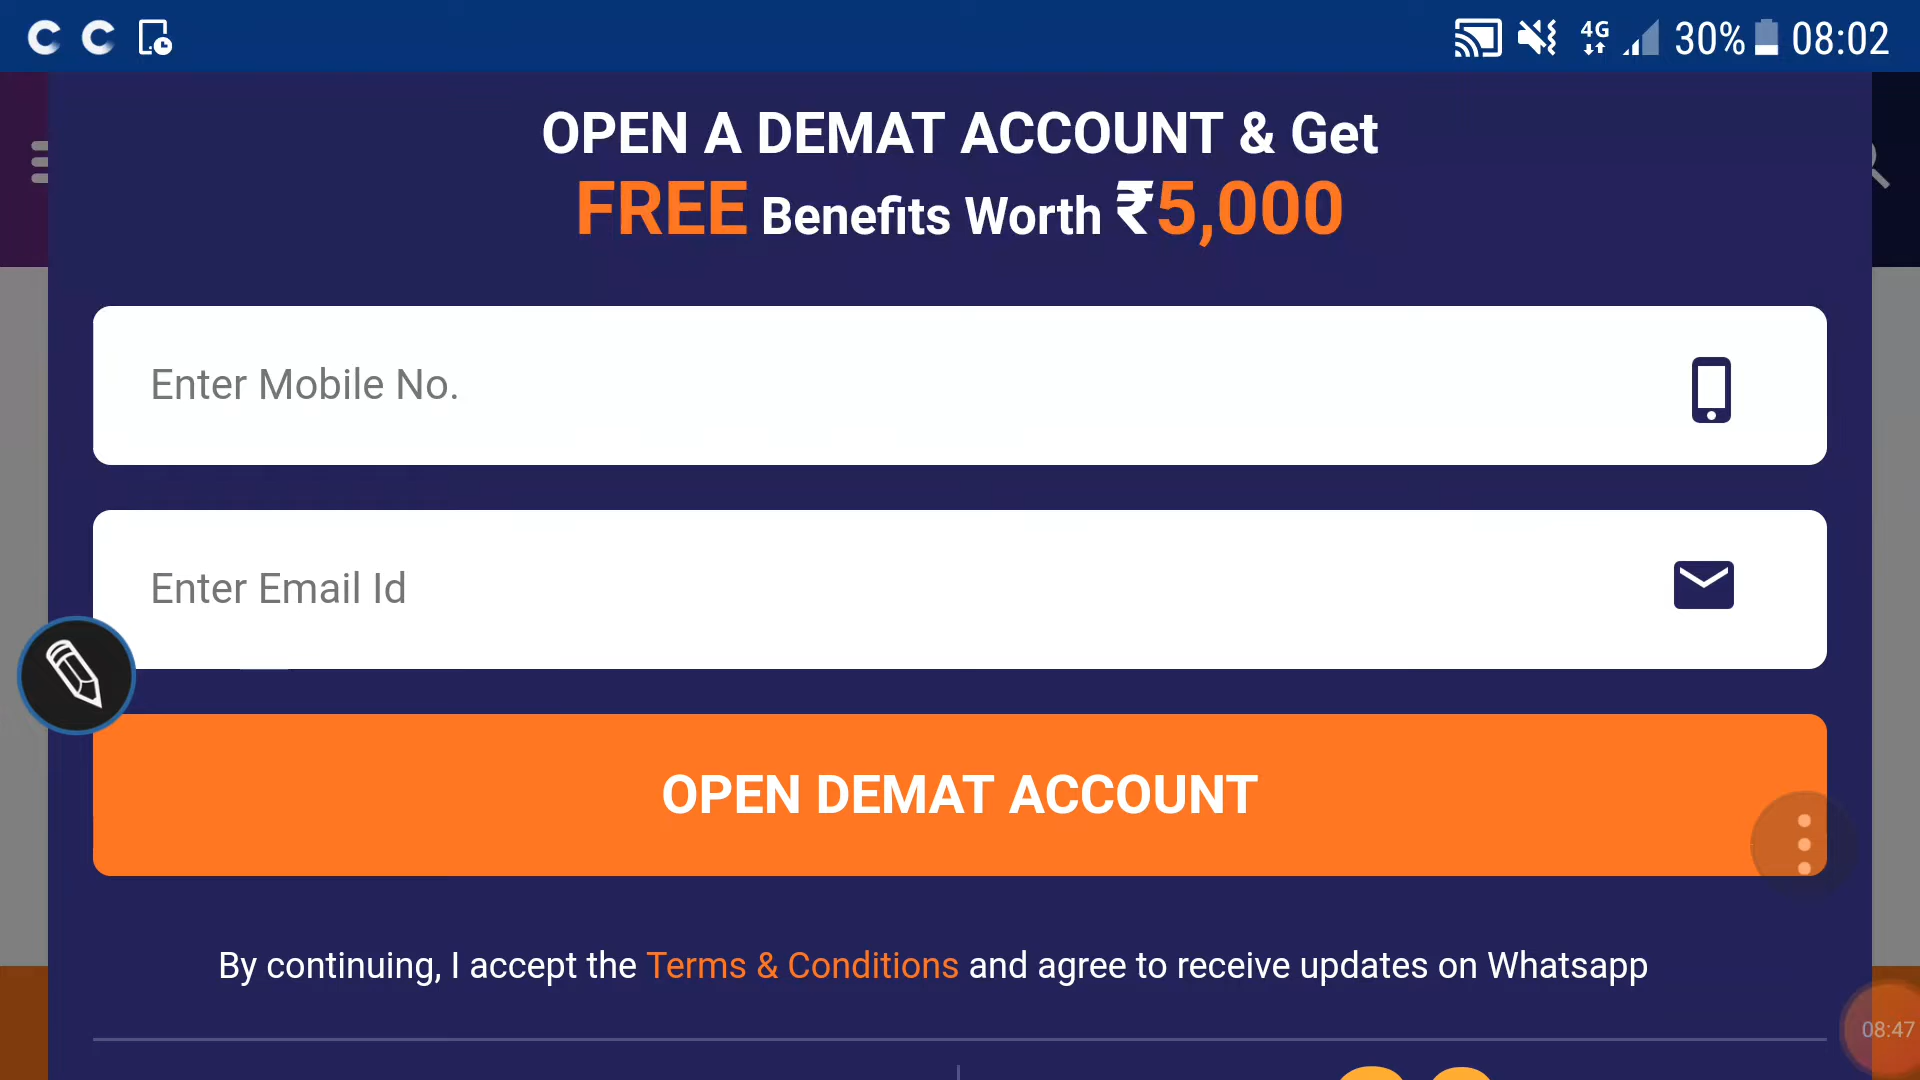 4G 30% 08:02
OPEN A DEMAT ACCOUNT & Get
FREE Benefits Worth ₹5,000
Enter Mobile No.
Enter Email Id
OPEN DEMAT ACCOUNT
By continuing, I accept the Terms & Conditions and agree to receive updates on Whatsapp
08:47